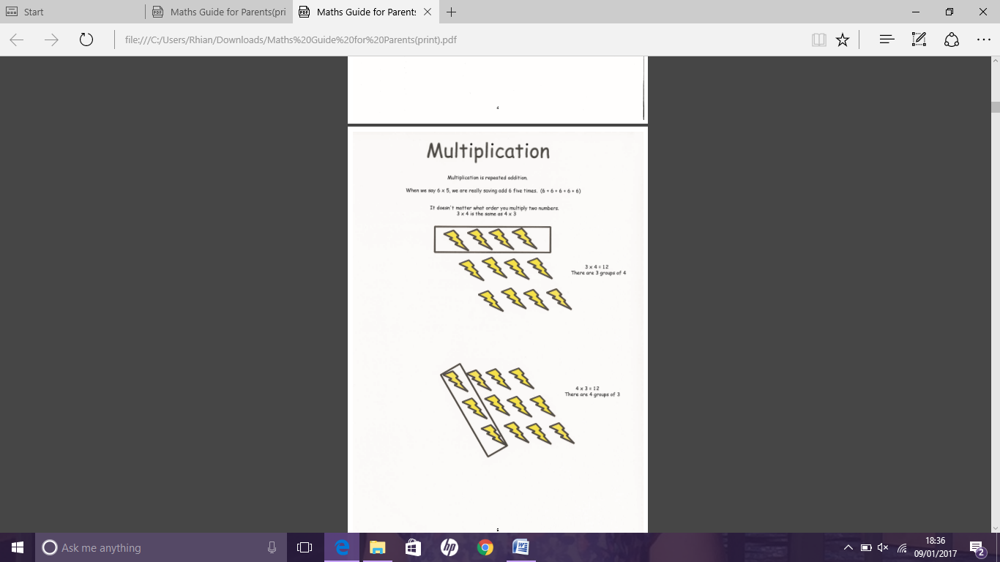 Start
Maths Guide for Parents(pri
Maths Guide for Parents
file:///C:/Users/Rhian/Downloads/Maths%20Guide%20for%20Parents(print).pdf
4
Multiplication
Multiplication is repeated addition.
When we say 6 x 5, we are really saving add 6 five times. (6 + 6 + 6 + 6 + 6)
It doesn't matter what order you multiply two numbers.
3 x 4 is the same as 4 x 3
3 x 4 = 12
There are 3 groups of 4
4 x 3 = 12
There are 4 groups of 3
Ask me anything
hp
18:36
09/01/2017
2